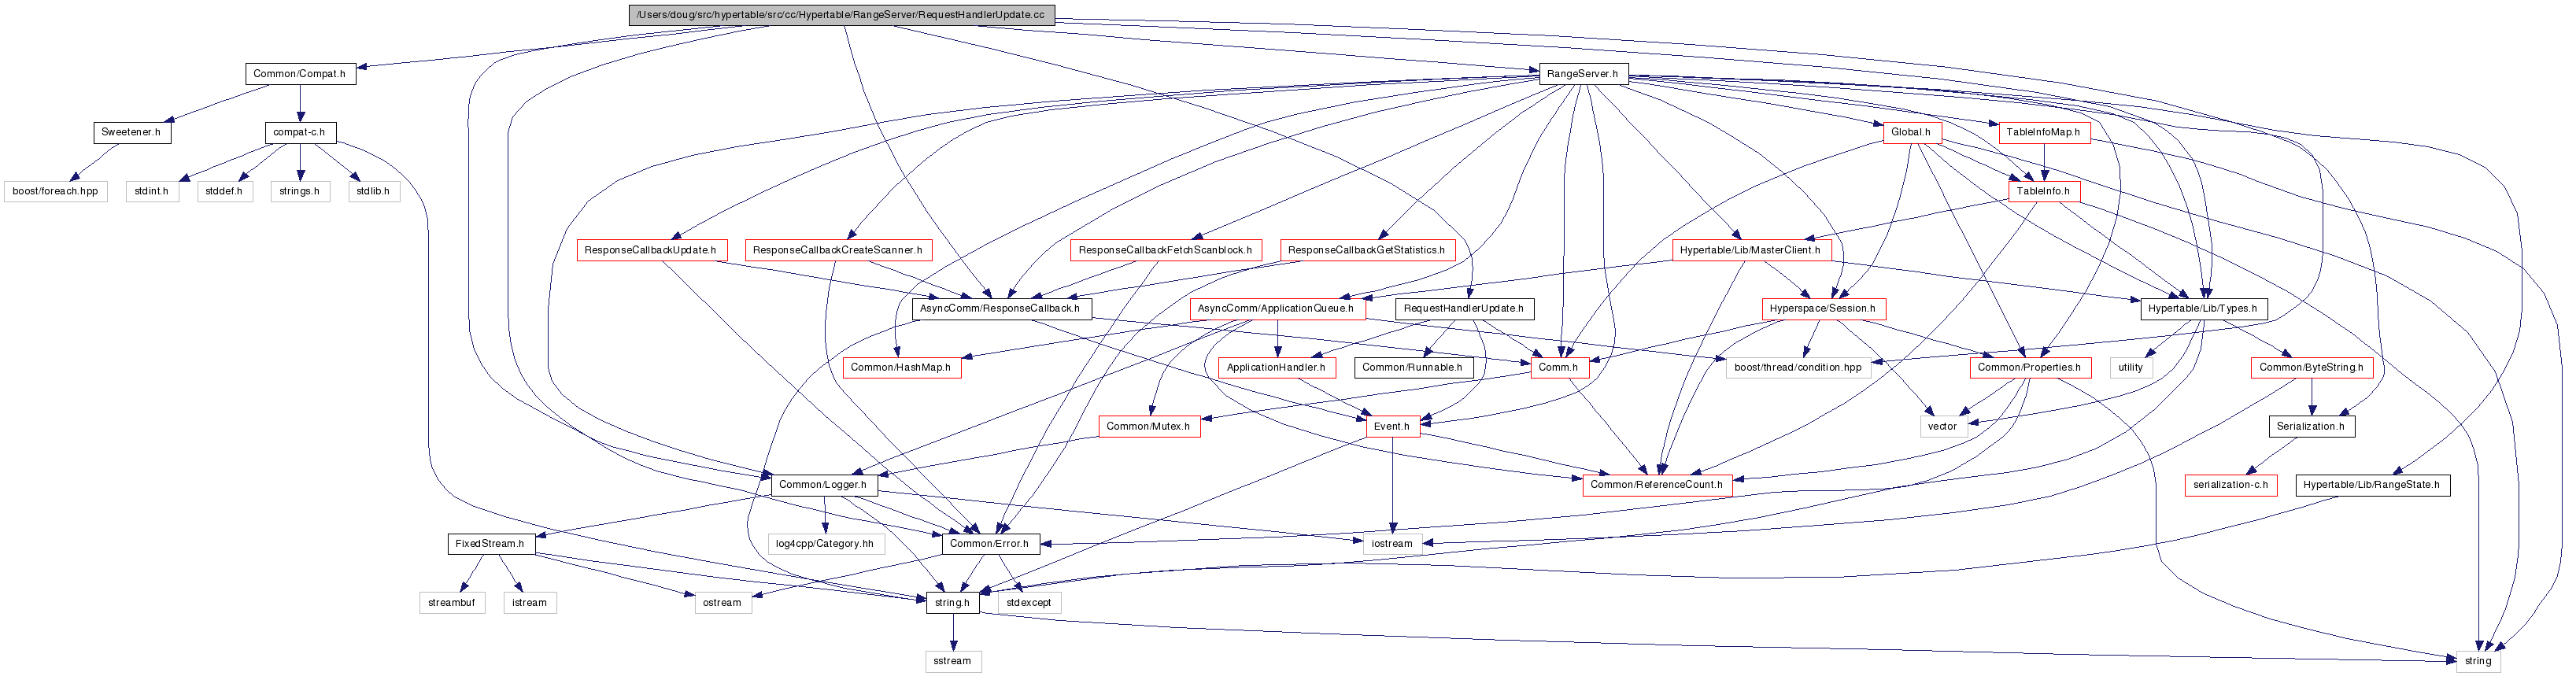 /Users/doug/src/hypertable/src/cc/Hypertable/RangeServer/RequestHandlerUpdate.cc
Common/Compat.h
RangeServer.h
Sweetener.h
compat-c.h
Global.h
TableInfoMap.h
boost/foreach.hpp
stdint.h
stddef.h
strings.h
stdlib.h
TableInfo.h
ResponseCallbackUpdate.h
ResponseCallbackCreateScanner.h
ResponseCallbackFetchScanblock.h
ResponseCallbackGetStatistics.h
Hypertable/Lib/MasterClient.h
AsyncComm/ResponseCallback.h
AsyncComm/ApplicationQueue.h
RequestHandlerUpdate.h
Hyperspace/Session.h
Hypertable/Lib/Types.h
Common/HashMap.h
ApplicationHandler.h
Common/Runnable.h
Comm.h
boost/thread/condition.hpp
Common/Properties.h
utility
Common/ByteString.h
Common/Mutex.h
Event.h
vector
Serialization.h
Common/Logger.h
Common/ReferenceCount.h
serialization-c.h
Hypertable/Lib/RangeState.h
FixedStream.h
log4cpp/Category.hh
Common/Error.h
iostream
streambuf
istream
ostream
string.h
stdexcept
sstream
string